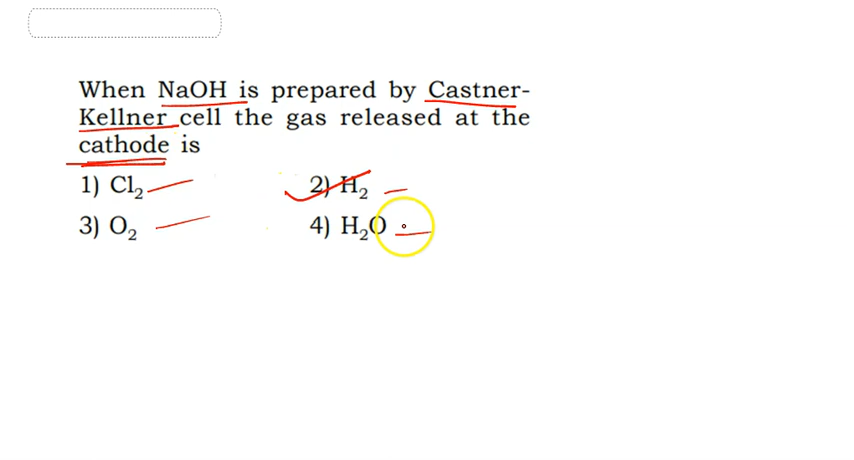 When NaOH is prepared by Castner-
Kellner cell the gas released at the
cathode is
1) Cl₂ 2) H₂
3) O₂ 4) H₂O